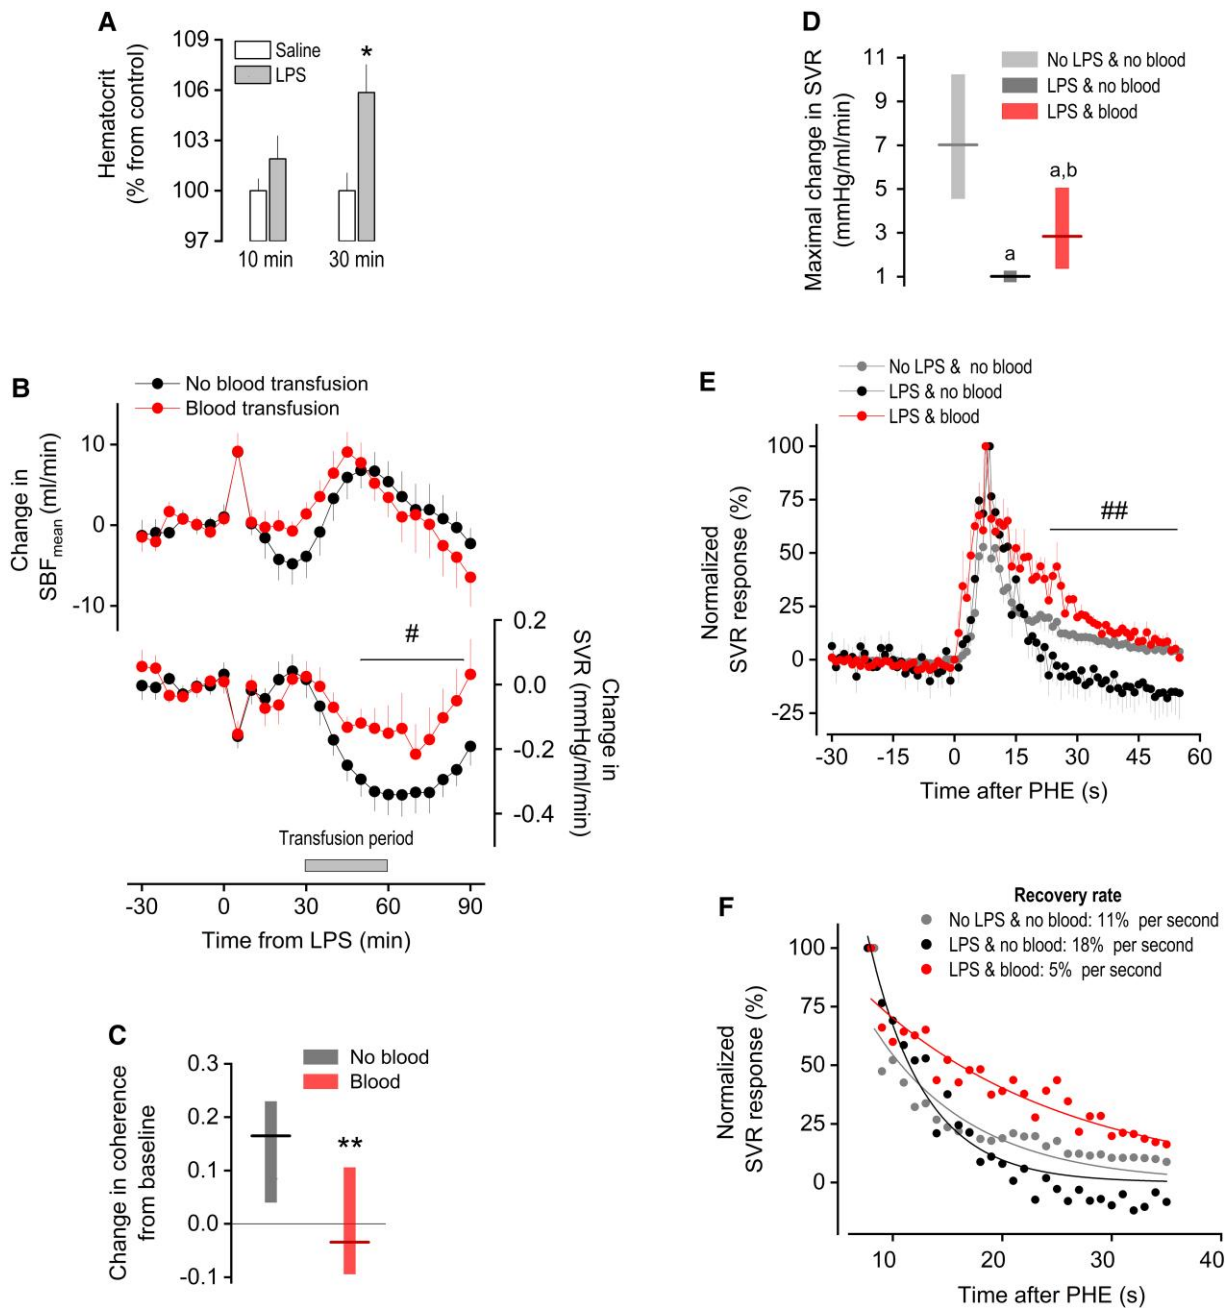 A
Hematocrit
(% from control)
109
106
103
100
97
Saline
LPS
*
10 min
30 min
B
No blood transfusion
Blood transfusion
Change in
SBFmean (ml/min)
10
0
-10
#
0.2
0.0
-0.2
-0.4
Change in
SVR (mmHg/ml/min)
Transfusion period
-30
0
30
60
90
Time from LPS (min)
C
No blood
Blood
Change in coherence
from baseline
0.3
0.2
0.1
0.0
-0.1
**
D
Maximal change in SVR
(mmHg/ml/min)
11
9
7
5
3
1
No LPS & no blood
LPS & no blood
LPS & blood
a
a,b
E
No LPS & no blood
LPS & no blood
LPS & blood
Normalized
SVR response (%)
100
75
50
25
0
-25
##
-30
-15
0
15
30
45
60
Time after PHE (s)
F
Recovery rate
No LPS & no blood: 11% per second
LPS & no blood: 18% per second
LPS & blood: 5% per second
Normalized
SVR response (%)
100
75
50
25
0
10
20
30
40
Time after PHE (s)